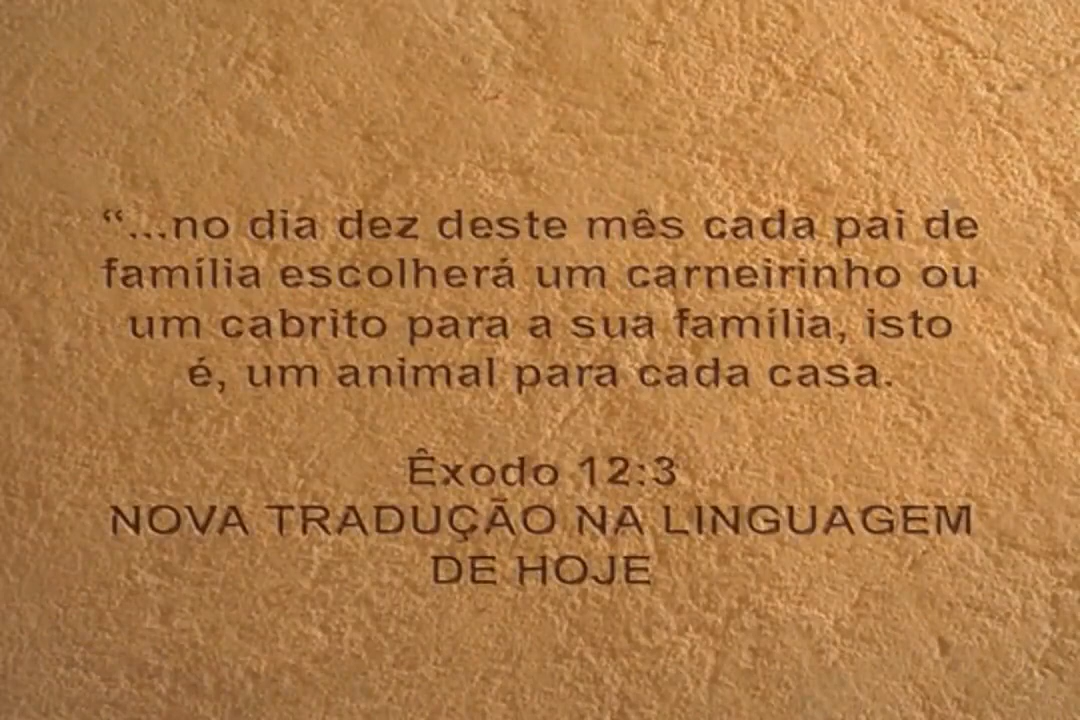 “...no dia dez deste mês cada pai de
família escolherá um carneirinho ou
um cabrito para a sua família, isto
é, um animal para cada casa.
Êxodo 12:3
NOVA TRADUÇÃO NA LINGUAGEM
DE HOJE